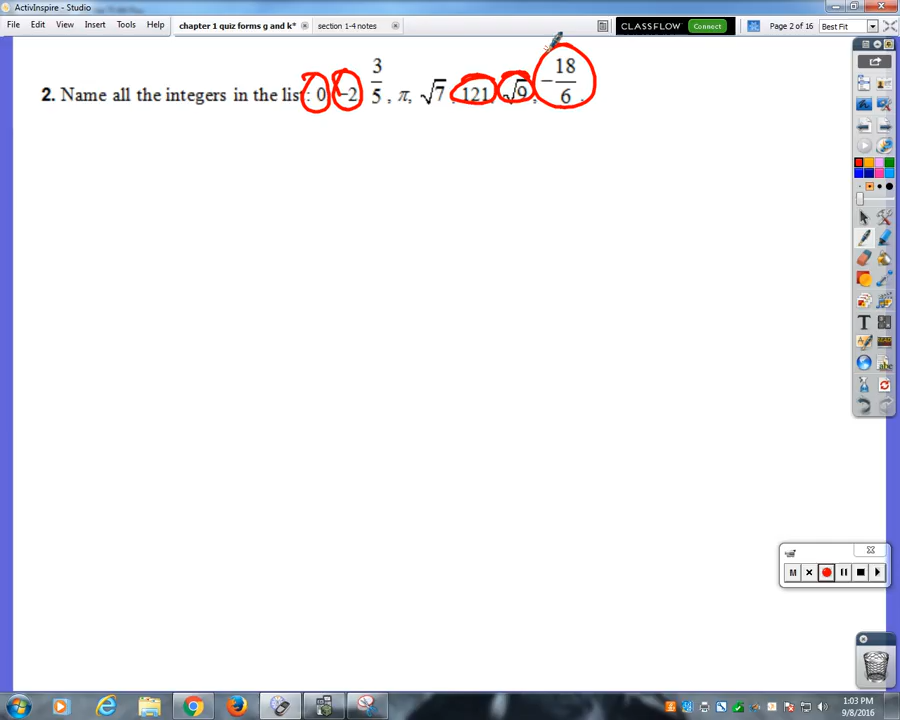 ActivInspire - Studio
File Edit View Insert Tools Help
chapter 1 quiz forms g and k*
section 1-4 notes
CLASSFLOW Connect
Page 2 of 16
Best Fit
2. Name all the integers in the list: 0, –2, 3/5, π, √7, 121, √9, –18/6.
M
1:03 PM
9/8/2016